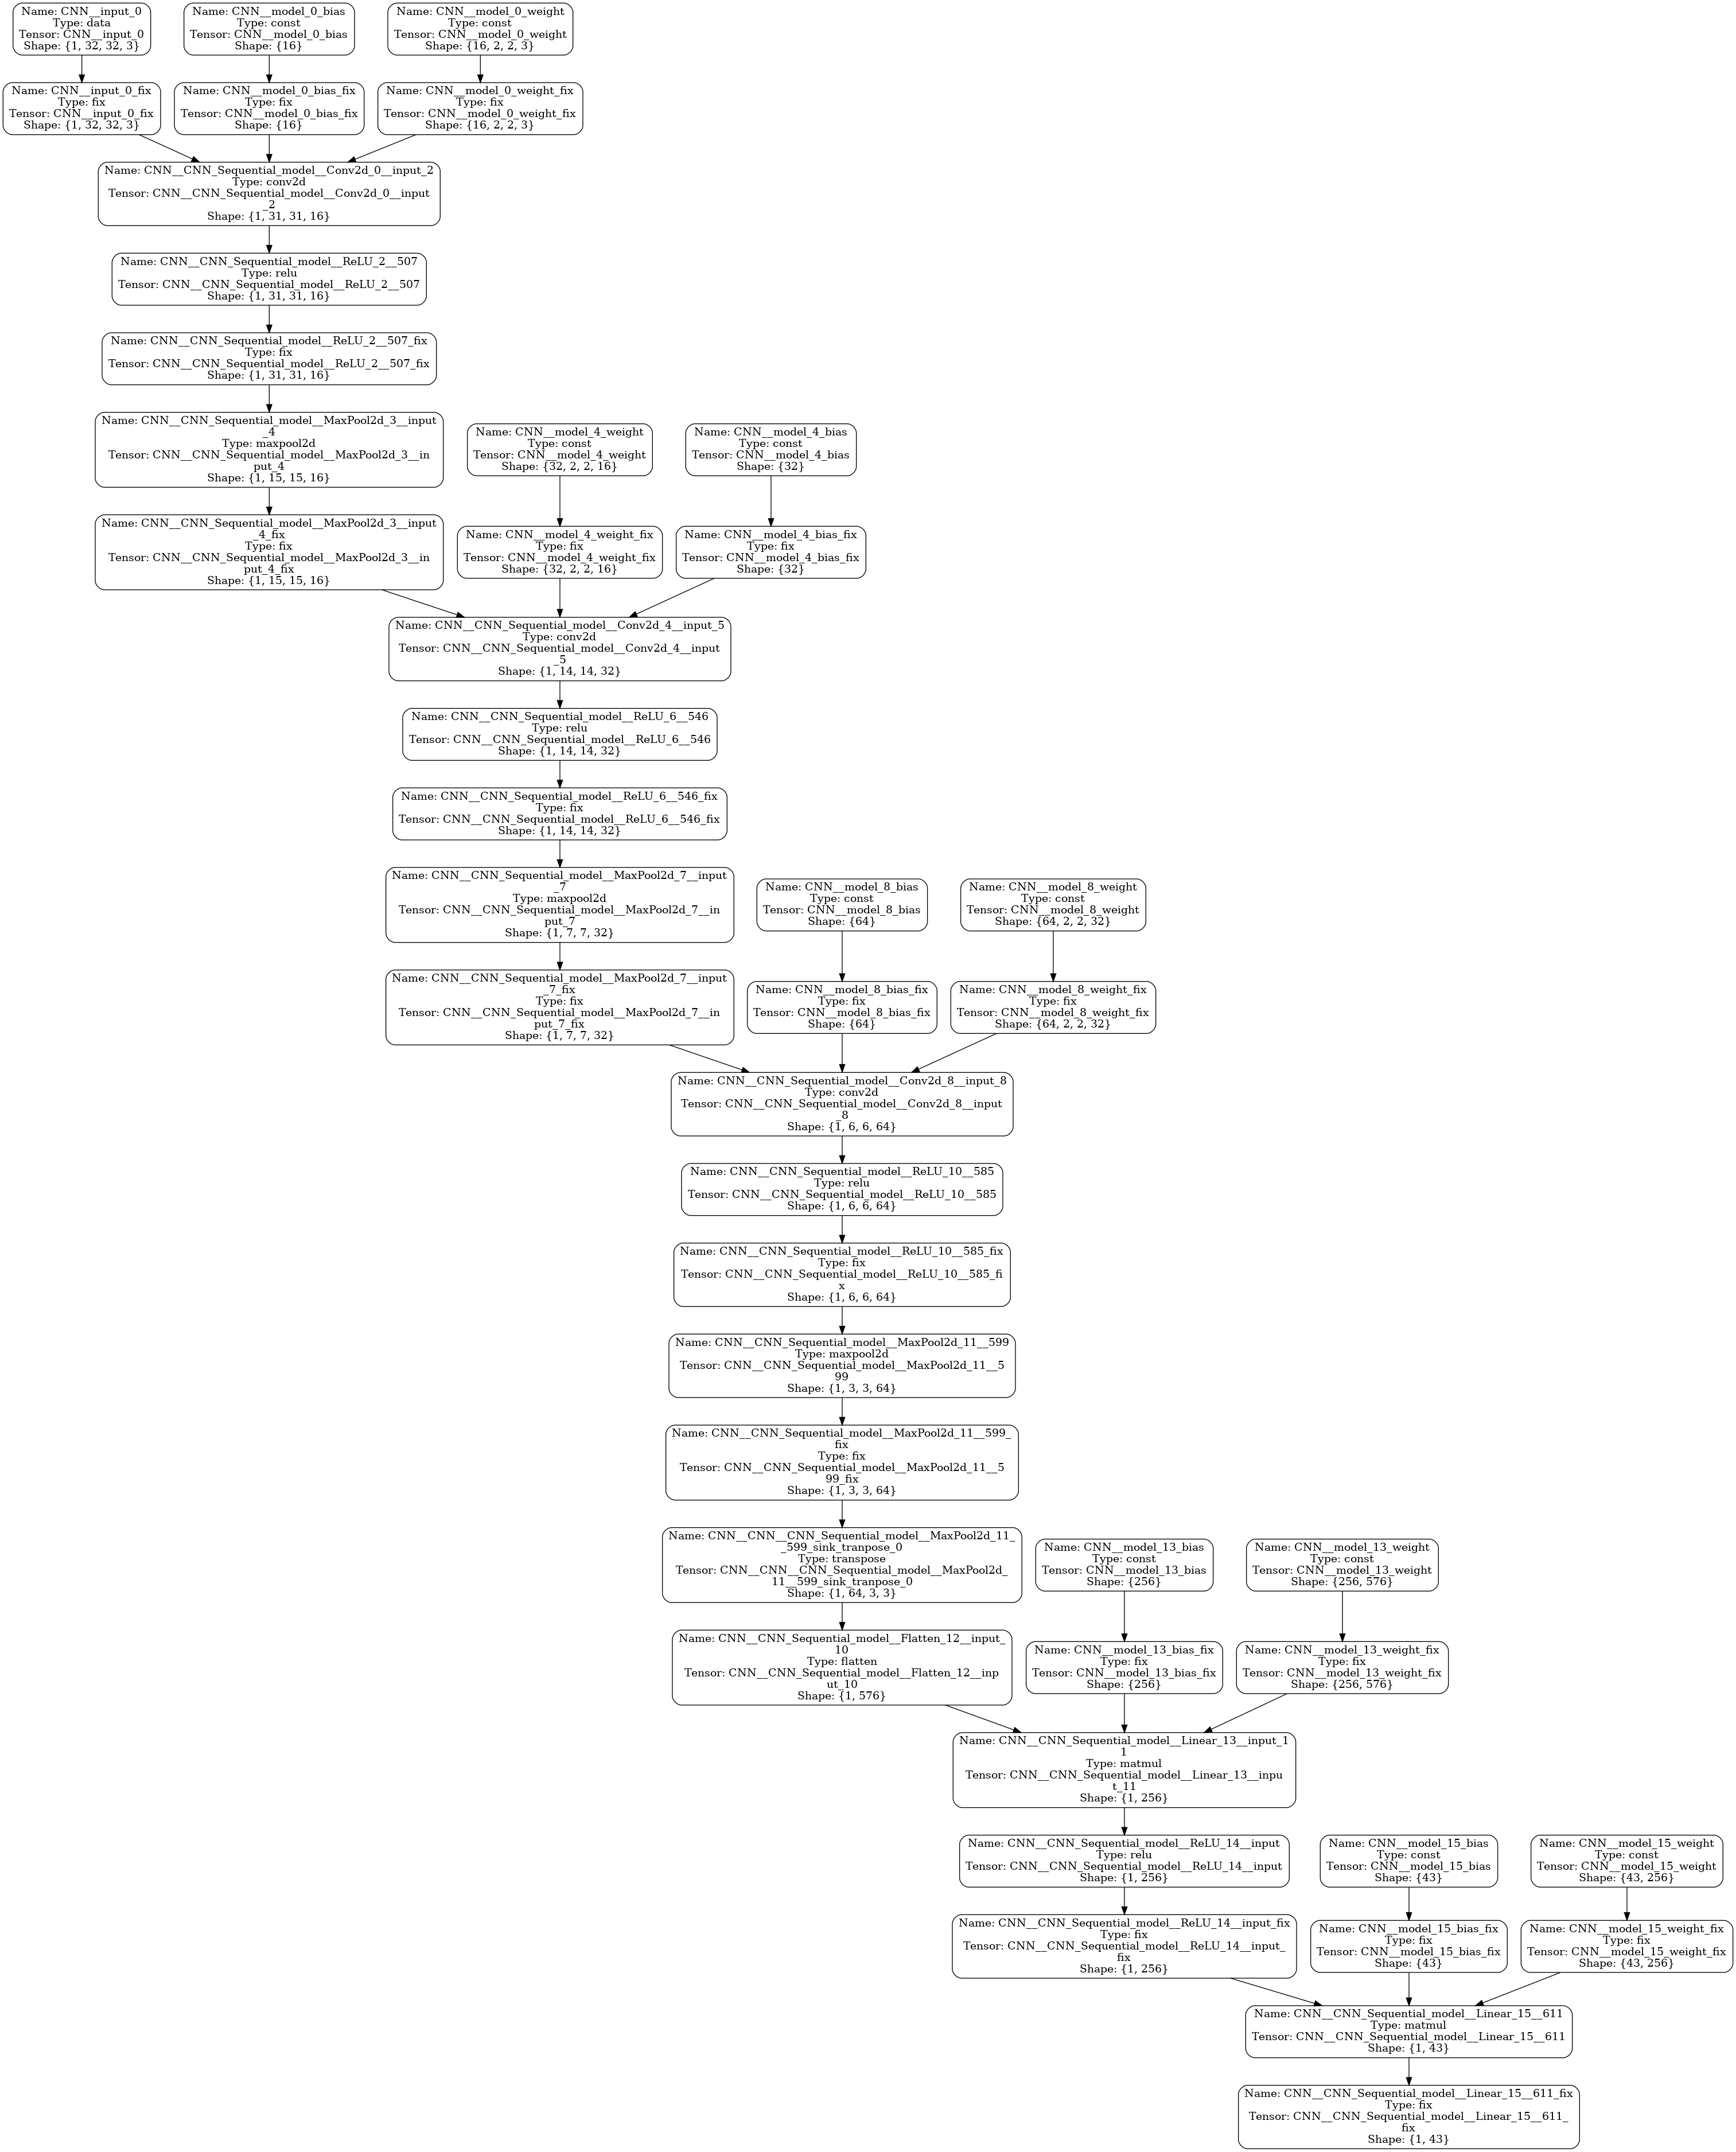 Name: CNN__input_0
Type: data
Tensor: CNN__input_0
Shape: {1, 32, 32, 3}
Name: CNN__model_0_bias
Type: const
Tensor: CNN__model_0_bias
Shape: {16}
Name: CNN__model_0_weight
Type: const
Tensor: CNN__model_0_weight
Shape: {16, 2, 2, 3}
Name: CNN__input_0_fix
Type: fix
Tensor: CNN__input_0_fix
Shape: {1, 32, 32, 3}
Name: CNN__model_0_bias_fix
Type: fix
Tensor: CNN__model_0_bias_fix
Shape: {16}
Name: CNN__model_0_weight_fix
Type: fix
Tensor: CNN__model_0_weight_fix
Shape: {16, 2, 2, 3}
Name: CNN__CNN_Sequential_model__Conv2d_0__input_2
Type: conv2d
Tensor: CNN__CNN_Sequential_model__Conv2d_0__input
_2
Shape: {1, 31, 31, 16}
Name: CNN__CNN_Sequential_model__ReLU_2__507
Type: relu
Tensor: CNN__CNN_Sequential_model__ReLU_2__507
Shape: {1, 31, 31, 16}
Name: CNN__CNN_Sequential_model__ReLU_2__507_fix
Type: fix
Tensor: CNN__CNN_Sequential_model__ReLU_2__507_fix
Shape: {1, 31, 31, 16}
Name: CNN__CNN_Sequential_model__MaxPool2d_3__input
_4
Type: maxpool2d
Tensor: CNN__CNN_Sequential_model__MaxPool2d_3__in
put_4
Shape: {1, 15, 15, 16}
Name: CNN__model_4_weight
Type: const
Tensor: CNN__model_4_weight
Shape: {32, 2, 2, 16}
Name: CNN__model_4_bias
Type: const
Tensor: CNN__model_4_bias
Shape: {32}
Name: CNN__CNN_Sequential_model__MaxPool2d_3__input
_4_fix
Type: fix
Tensor: CNN__CNN_Sequential_model__MaxPool2d_3__in
put_4_fix
Shape: {1, 15, 15, 16}
Name: CNN__model_4_weight_fix
Type: fix
Tensor: CNN__model_4_weight_fix
Shape: {32, 2, 2, 16}
Name: CNN__model_4_bias_fix
Type: fix
Tensor: CNN__model_4_bias_fix
Shape: {32}
Name: CNN__CNN_Sequential_model__Conv2d_4__input_5
Type: conv2d
Tensor: CNN__CNN_Sequential_model__Conv2d_4__input
_5
Shape: {1, 14, 14, 32}
Name: CNN__CNN_Sequential_model__ReLU_6__546
Type: relu
Tensor: CNN__CNN_Sequential_model__ReLU_6__546
Shape: {1, 14, 14, 32}
Name: CNN__CNN_Sequential_model__ReLU_6__546_fix
Type: fix
Tensor: CNN__CNN_Sequential_model__ReLU_6__546_fix
Shape: {1, 14, 14, 32}
Name: CNN__CNN_Sequential_model__MaxPool2d_7__input
_7
Type: maxpool2d
Tensor: CNN__CNN_Sequential_model__MaxPool2d_7__in
put_7
Shape: {1, 7, 7, 32}
Name: CNN__model_8_bias
Type: const
Tensor: CNN__model_8_bias
Shape: {64}
Name: CNN__model_8_weight
Type: const
Tensor: CNN__model_8_weight
Shape: {64, 2, 2, 32}
Name: CNN__CNN_Sequential_model__MaxPool2d_7__input
_7_fix
Type: fix
Tensor: CNN__CNN_Sequential_model__MaxPool2d_7__in
put_7_fix
Shape: {1, 7, 7, 32}
Name: CNN__model_8_bias_fix
Type: fix
Tensor: CNN__model_8_bias_fix
Shape: {64}
Name: CNN__model_8_weight_fix
Type: fix
Tensor: CNN__model_8_weight_fix
Shape: {64, 2, 2, 32}
Name: CNN__CNN_Sequential_model__Conv2d_8__input_8
Type: conv2d
Tensor: CNN__CNN_Sequential_model__Conv2d_8__input
_8
Shape: {1, 6, 6, 64}
Name: CNN__CNN_Sequential_model__ReLU_10__585
Type: relu
Tensor: CNN__CNN_Sequential_model__ReLU_10__585
Shape: {1, 6, 6, 64}
Name: CNN__CNN_Sequential_model__ReLU_10__585_fix
Type: fix
Tensor: CNN__CNN_Sequential_model__ReLU_10__585_fi
x
Shape: {1, 6, 6, 64}
Name: CNN__CNN_Sequential_model__MaxPool2d_11__599
Type: maxpool2d
Tensor: CNN__CNN_Sequential_model__MaxPool2d_11__5
99
Shape: {1, 3, 3, 64}
Name: CNN__CNN_Sequential_model__MaxPool2d_11__599_
fix
Type: fix
Tensor: CNN__CNN_Sequential_model__MaxPool2d_11__5
99_fix
Shape: {1, 3, 3, 64}
Name: CNN__CNN__CNN_Sequential_model__MaxPool2d_11_
_599_sink_tranpose_0
Type: transpose
Tensor: CNN__CNN__CNN_Sequential_model__MaxPool2d_
11__599_sink_tranpose_0
Shape: {1, 64, 3, 3}
Name: CNN__model_13_bias
Type: const
Tensor: CNN__model_13_bias
Shape: {256}
Name: CNN__model_13_weight
Type: const
Tensor: CNN__model_13_weight
Shape: {256, 576}
Name: CNN__CNN_Sequential_model__Flatten_12__input_
10
Type: flatten
Tensor: CNN__CNN_Sequential_model__Flatten_12__inp
ut_10
Shape: {1, 576}
Name: CNN__model_13_bias_fix
Type: fix
Tensor: CNN__model_13_bias_fix
Shape: {256}
Name: CNN__model_13_weight_fix
Type: fix
Tensor: CNN__model_13_weight_fix
Shape: {256, 576}
Name: CNN__CNN_Sequential_model__Linear_13__input_1
1
Type: matmul
Tensor: CNN__CNN_Sequential_model__Linear_13__inpu
t_11
Shape: {1, 256}
Name: CNN__CNN_Sequential_model__ReLU_14__input
Type: relu
Tensor: CNN__CNN_Sequential_model__ReLU_14__input
Shape: {1, 256}
Name: CNN__model_15_bias
Type: const
Tensor: CNN__model_15_bias
Shape: {43}
Name: CNN__model_15_weight
Type: const
Tensor: CNN__model_15_weight
Shape: {43, 256}
Name: CNN__CNN_Sequential_model__ReLU_14__input_fix
Type: fix
Tensor: CNN__CNN_Sequential_model__ReLU_14__input_
fix
Shape: {1, 256}
Name: CNN__model_15_bias_fix
Type: fix
Tensor: CNN__model_15_bias_fix
Shape: {43}
Name: CNN__model_15_weight_fix
Type: fix
Tensor: CNN__model_15_weight_fix
Shape: {43, 256}
Name: CNN__CNN_Sequential_model__Linear_15__611
Type: matmul
Tensor: CNN__CNN_Sequential_model__Linear_15__611
Shape: {1, 43}
Name: CNN__CNN_Sequential_model__Linear_15__611_fix
Type: fix
Tensor: CNN__CNN_Sequential_model__Linear_15__611_
fix
Shape: {1, 43}